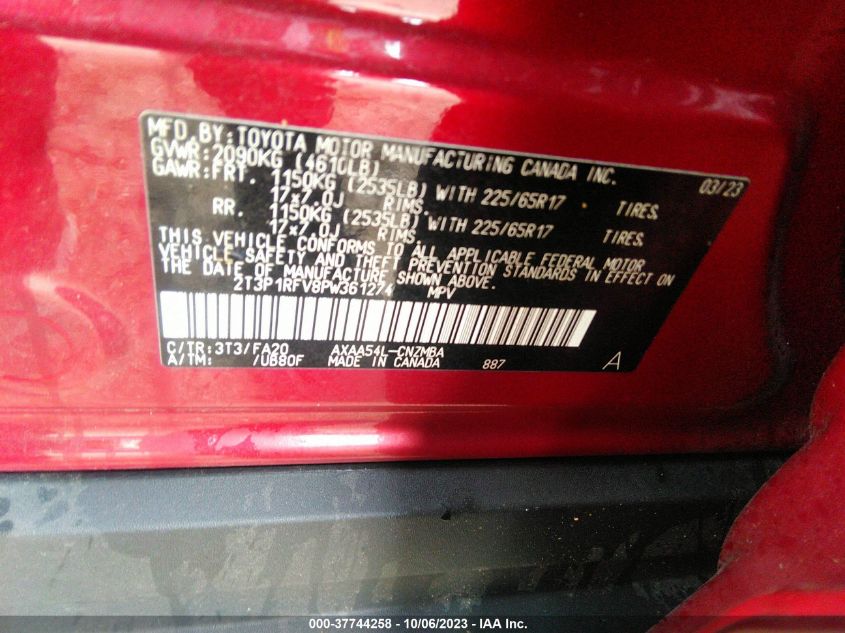 MFD. BY: TOYOTA MOTOR MANUFACTURING CANADA INC. 03/23
GVWR: 2090KG (4610LB)
GAWR: FRT. 1150KG (2535LB) WITH 225/65R17 TIRES,
17x7.0J RIMS,
RR. 1150KG (2535LB) WITH 225/65R17 TIRES,
17x7.0J RIMS,
THIS VEHICLE CONFORMS TO ALL APPLICABLE FEDERAL MOTOR
VEHICLE SAFETY AND THEFT PREVENTION STANDARDS IN EFFECT ON
THE DATE OF MANUFACTURE SHOWN ABOVE.
2T3P1RFV8PW361274 MPV
C/TR: 3T3/FA20 AXAA54L-CNZMBA
A/TM: /UB80F MADE IN CANADA 887 A
000-37744258 - 10/06/2023 - IAA Inc.